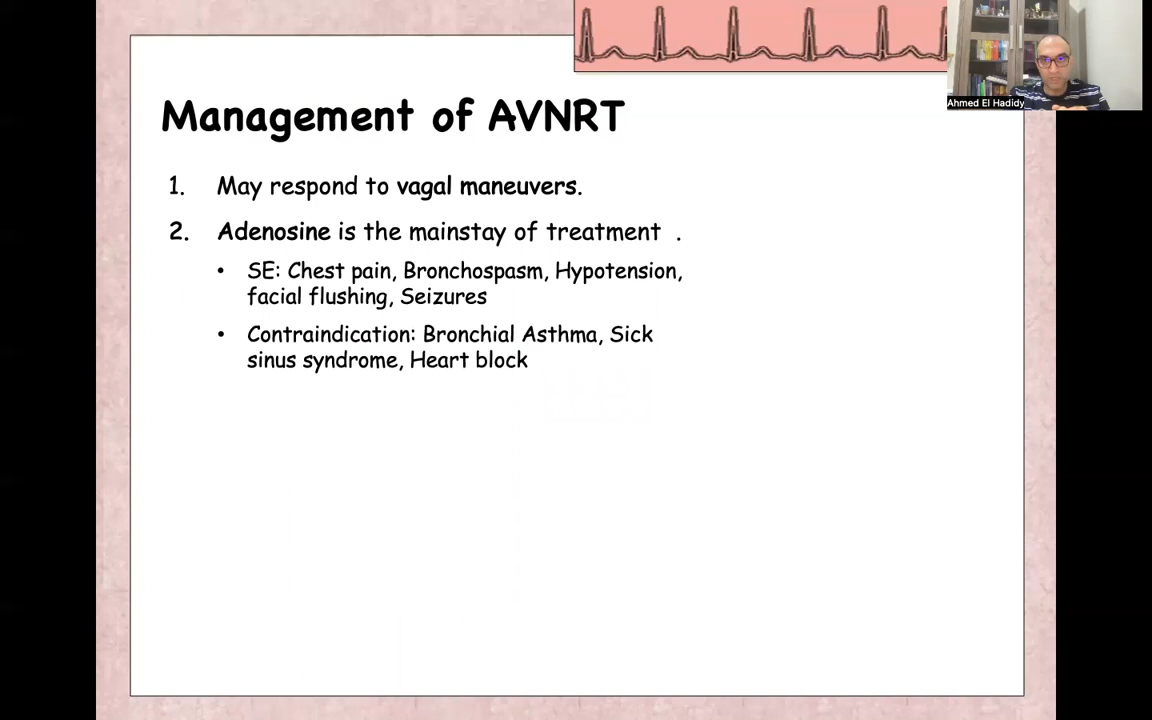 Ahmed El Hadidy
Management of AVNRT
1. May respond to vagal maneuvers.
2. Adenosine is the mainstay of treatment .
• SE: Chest pain, Bronchospasm, Hypotension,
facial flushing, Seizures
• Contraindication: Bronchial Asthma, Sick
sinus syndrome, Heart block